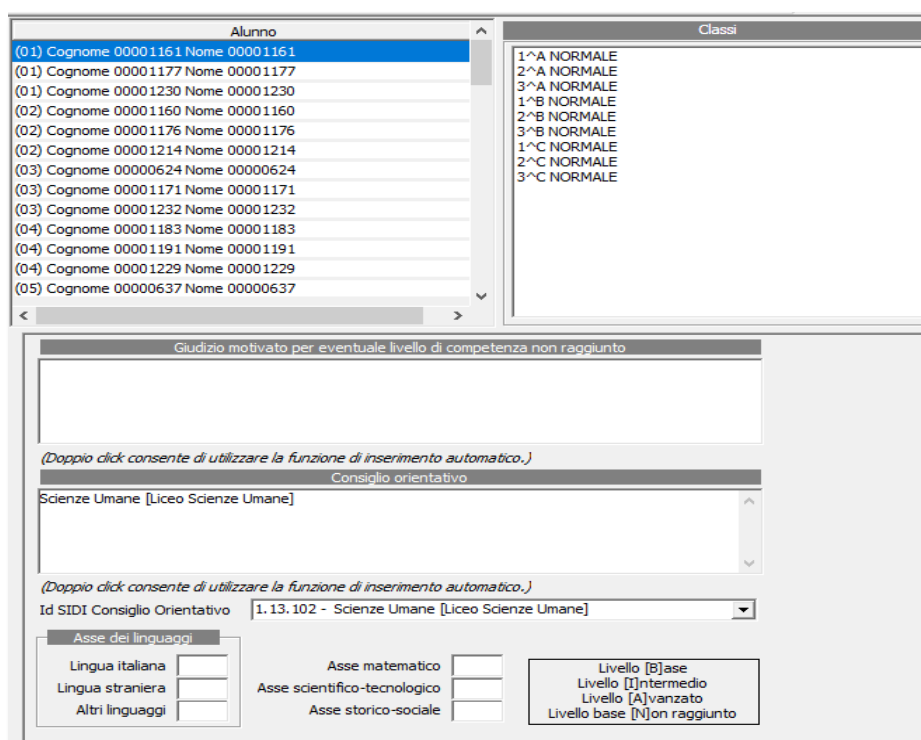 Alunno
(01) Cognome 00001161 Nome 00001161
(01) Cognome 00001177 Nome 00001177
(01) Cognome 00001230 Nome 00001230
(02) Cognome 00001160 Nome 00001160
(02) Cognome 00001176 Nome 00001176
(02) Cognome 00001214 Nome 00001214
(03) Cognome 00000624 Nome 00000624
(03) Cognome 00001171 Nome 00001171
(03) Cognome 00001232 Nome 00001232
(04) Cognome 00001183 Nome 00001183
(04) Cognome 00001191 Nome 00001191
(04) Cognome 00001229 Nome 00001229
(05) Cognome 00000637 Nome 00000637
Classi
1^A NORMALE
2^A NORMALE
3^A NORMALE
1^B NORMALE
2^B NORMALE
3^B NORMALE
1^C NORMALE
2^C NORMALE
3^C NORMALE
Giudizio motivato per eventuale livello di competenza non raggiunto
(Doppio click consente di utilizzare la funzione di inserimento automatico.)
Consiglio orientativo
Scienze Umane [Liceo Scienze Umane]
(Doppio click consente di utilizzare la funzione di inserimento automatico.)
Id SIDI Consiglio Orientativo 1.13.102 - Scienze Umane [Liceo Scienze Umane]
Asse dei linguaggi
Lingua italiana
Lingua straniera
Altri linguaggi
Asse matematico
Asse scientifico-tecnologico
Asse storico-sociale
Livello [B]ase
Livello [I]ntermedio
Livello [A]vanzato
Livello base [N]on raggiunto